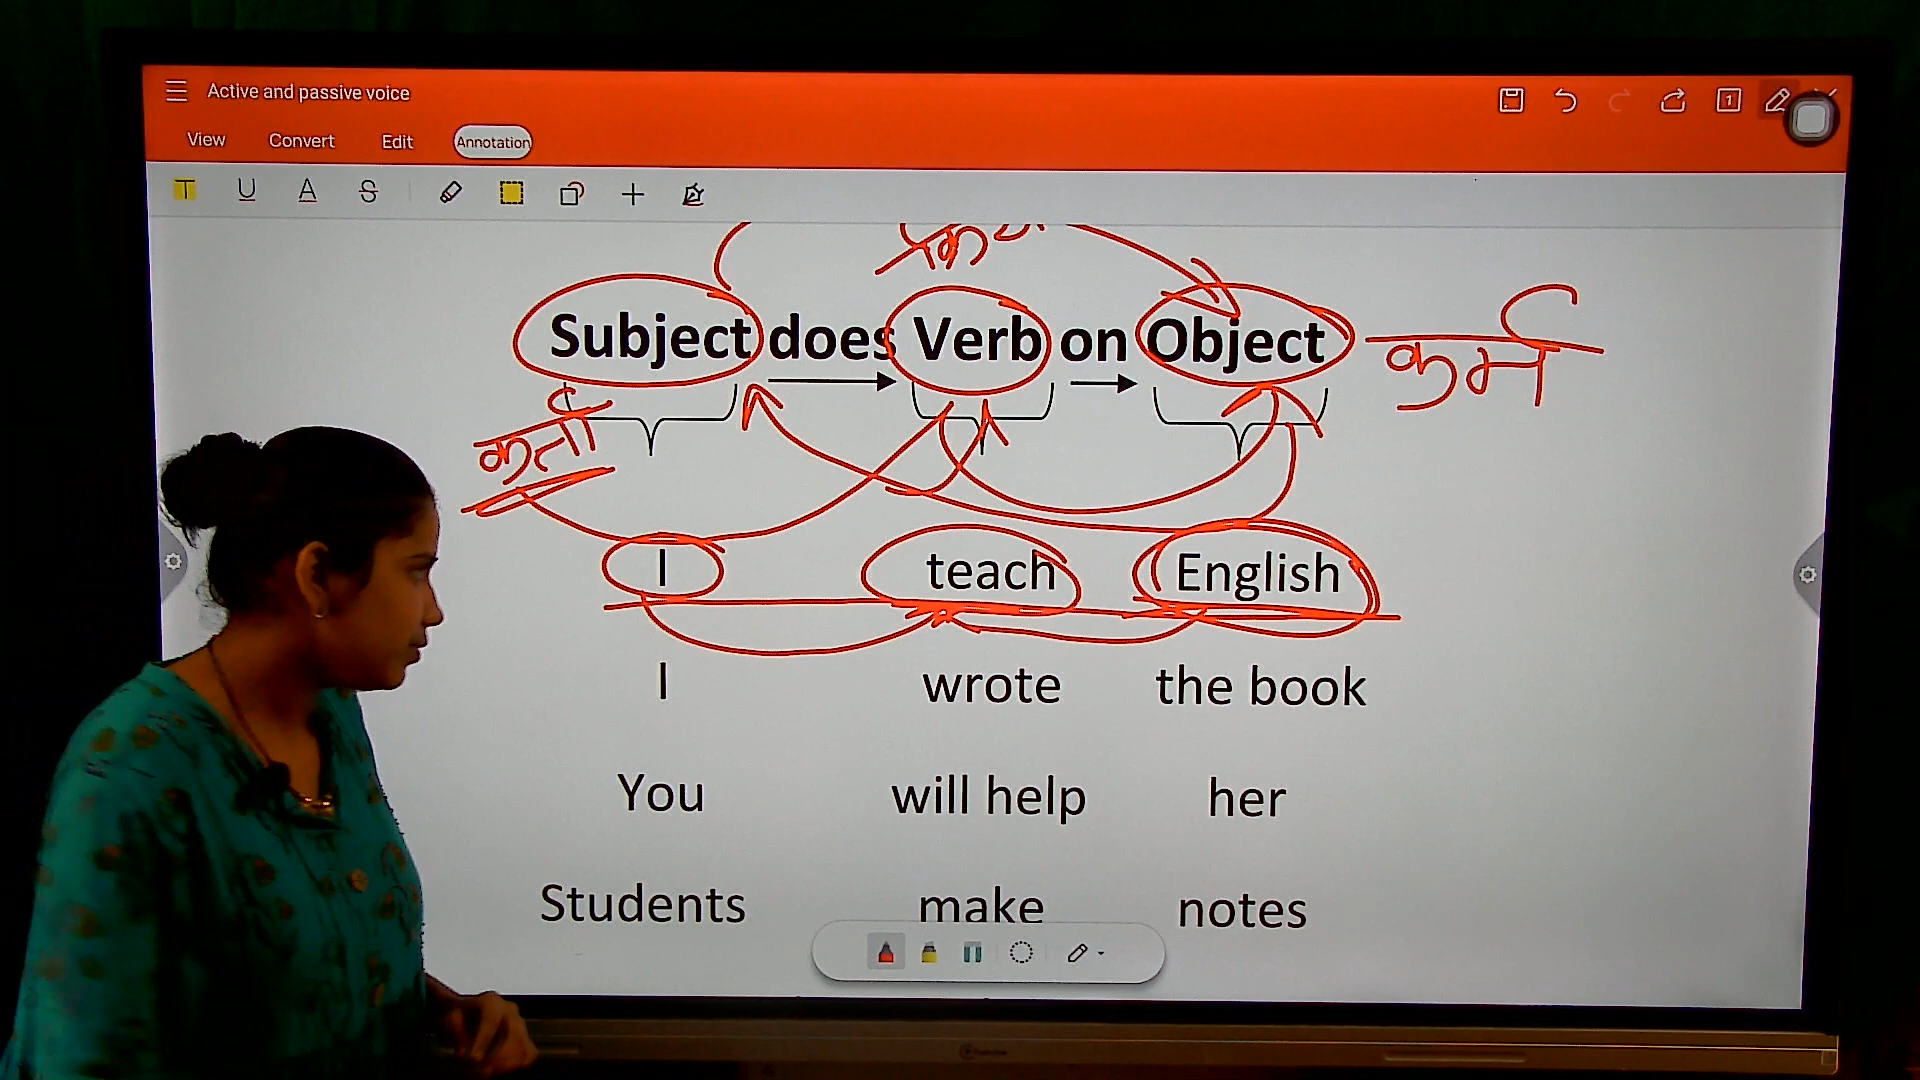 Active and passive voice
View Convert Edit Annotation
T U A S
1
Subject does Verb on Object कर्म
कर्ता
I teach English
I wrote the book
You will help her
Students make notes